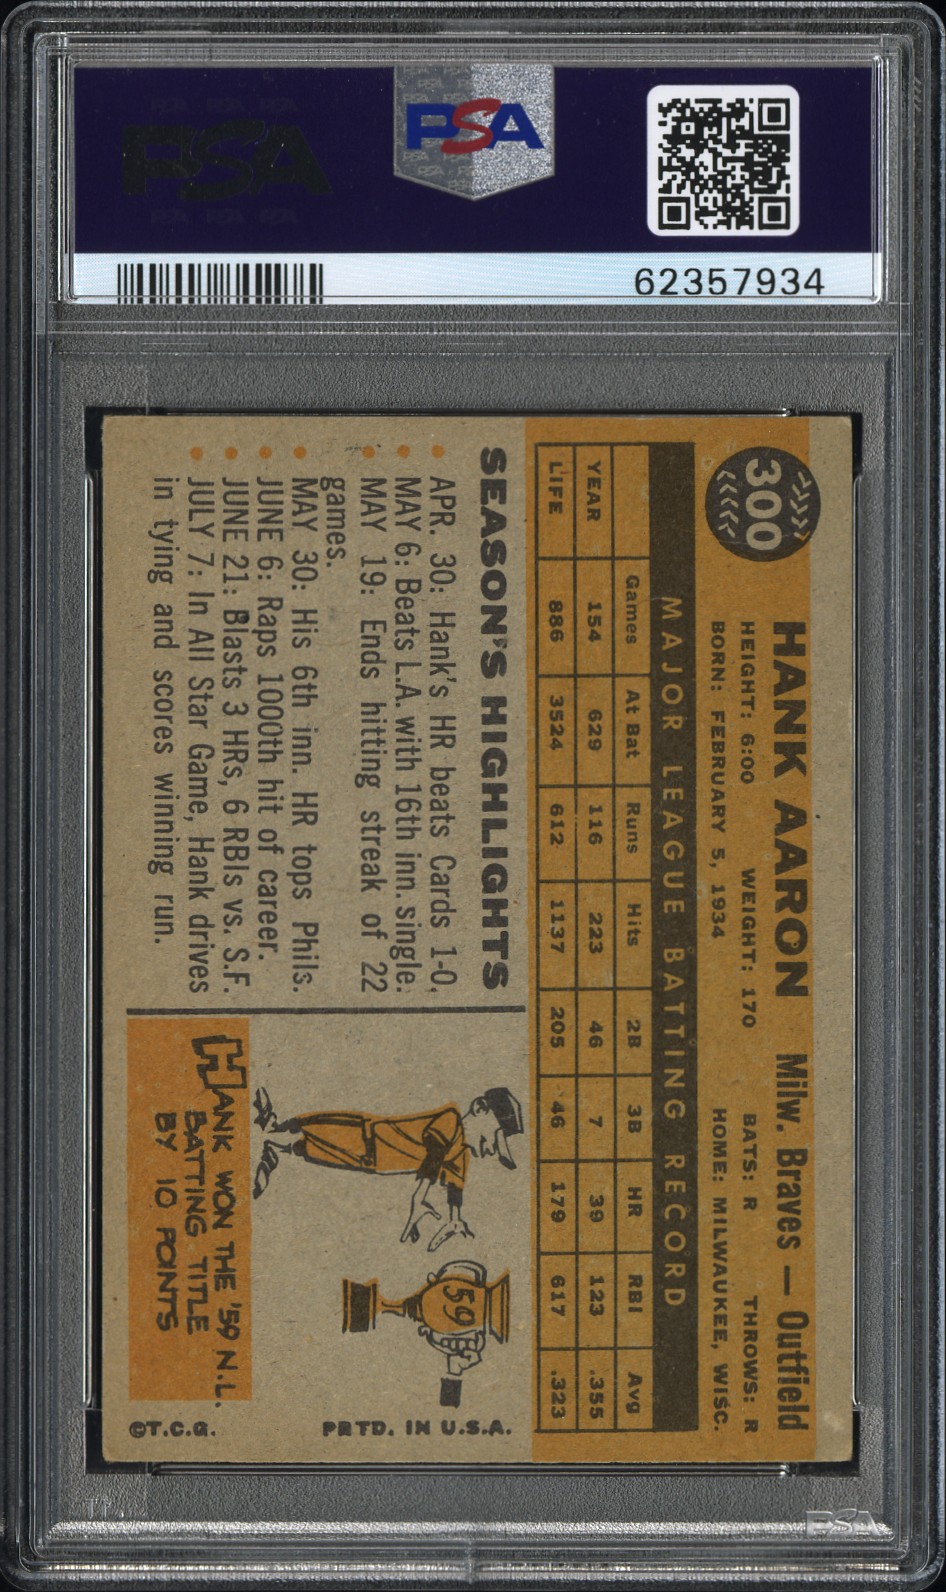 PSA
PSA
62357934
300
HANK AARON Milw. Braves — Outfield
HEIGHT: 6:00 WEIGHT: 170 BATS: R THROWS: R
BORN: FEBRUARY 5, 1934 HOME: MILWAUKEE, WISC.
MAJOR LEAGUE BATTING RECORD
Games At Bat Runs Hits 2B 3B HR RBI Avg
YEAR 154 629 116 223 46 7 39 123 .355
LIFE 886 3524 612 1137 205 46 179 617 .323
SEASON'S HIGHLIGHTS
APR. 30: Hank's HR beats Cards 1-0.
MAY 6: Beats L.A. with 16th inn. single.
MAY 19: Ends hitting streak of 22
games.
MAY 30: His 6th inn. HR tops Phils.
JUNE 6: Raps 1000th hit of career.
JUNE 21: Blasts 3 HRs, 6 RBIs vs. S.F.
JULY 7: In All Star Game, Hank drives
in tying and scores winning run.
'59
HANK WON THE '59 N.L.
BATTING TITLE
BY 10 POINTS
©T.C.G. PRTD. IN U.S.A.
PSA